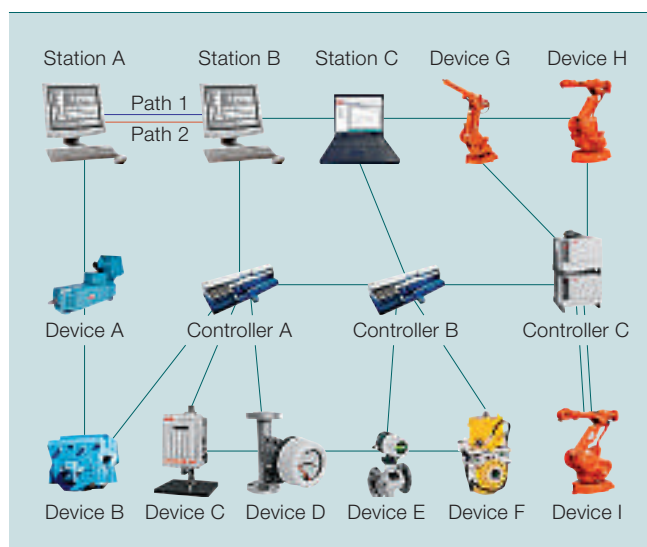 Station A Station B Station C Device G Device H
Path 1
Path 2
Device A Controller A Controller B Controller C
Device B Device C Device D Device E Device F Device I